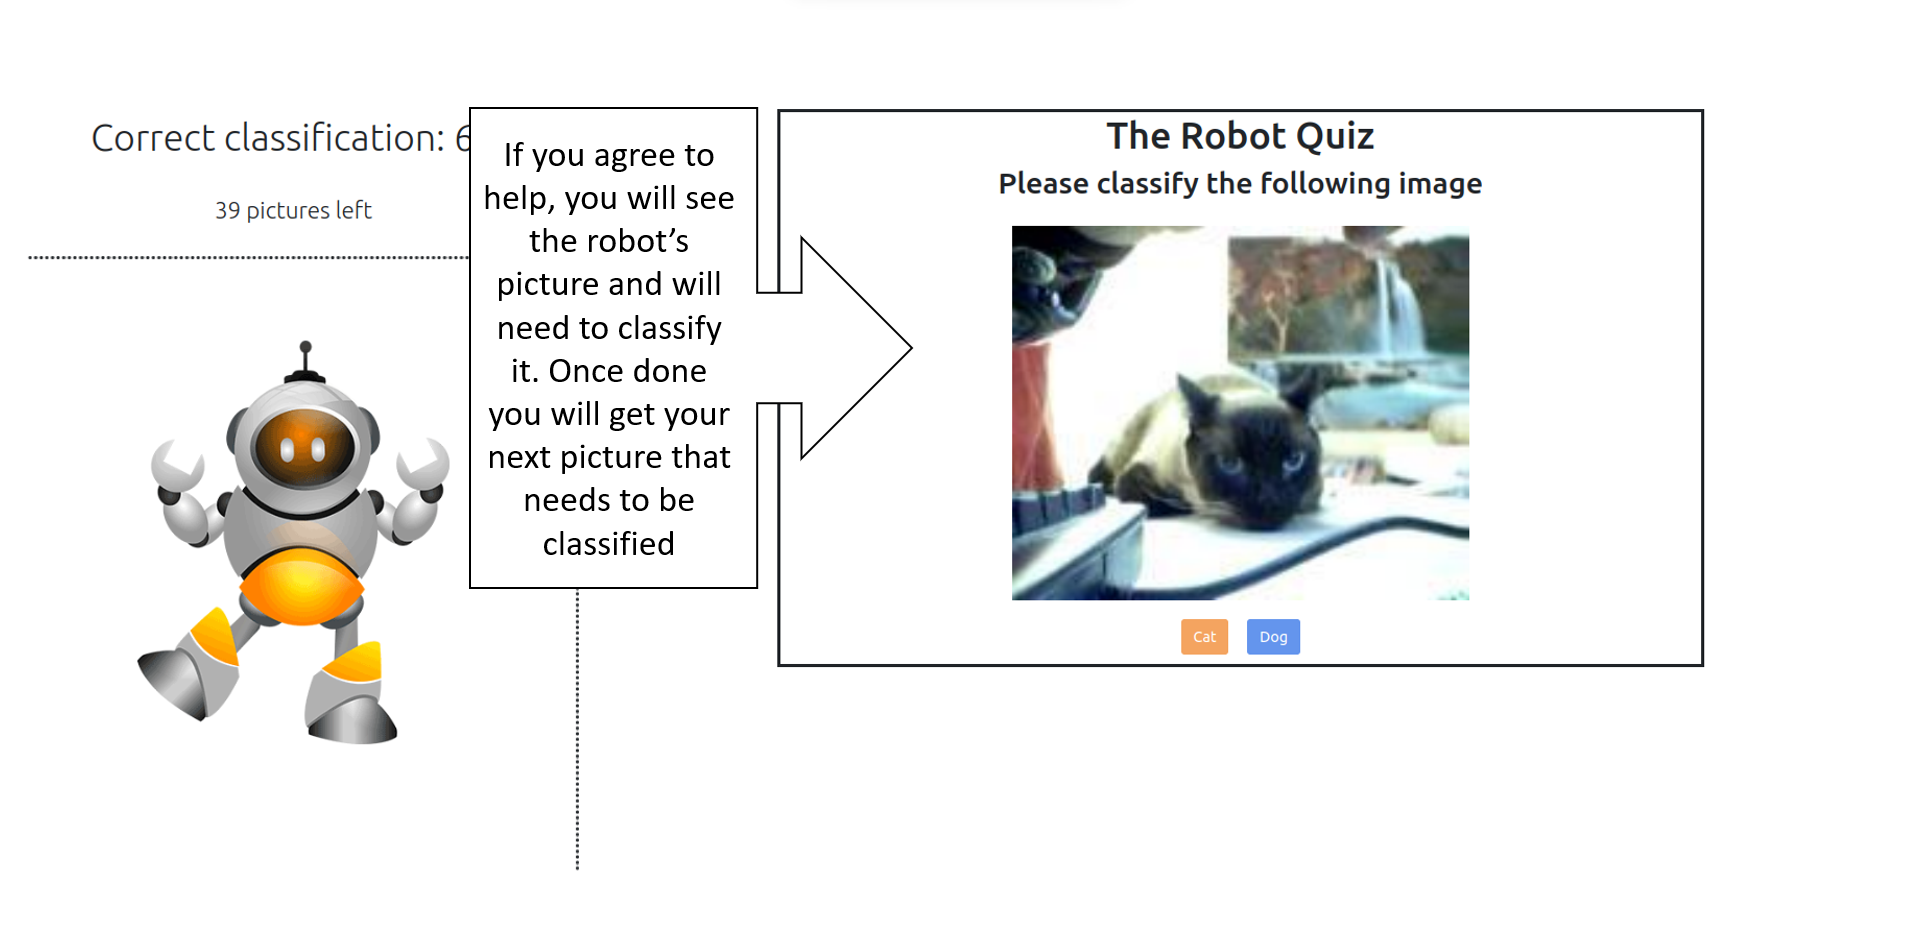 Correct classification: 6
39 pictures left
If you agree to
help, you will see
the robot’s
picture and will
need to classify
it. Once done
you will get your
next picture that
needs to be
classified
The Robot Quiz
Please classify the following image
Cat
Dog